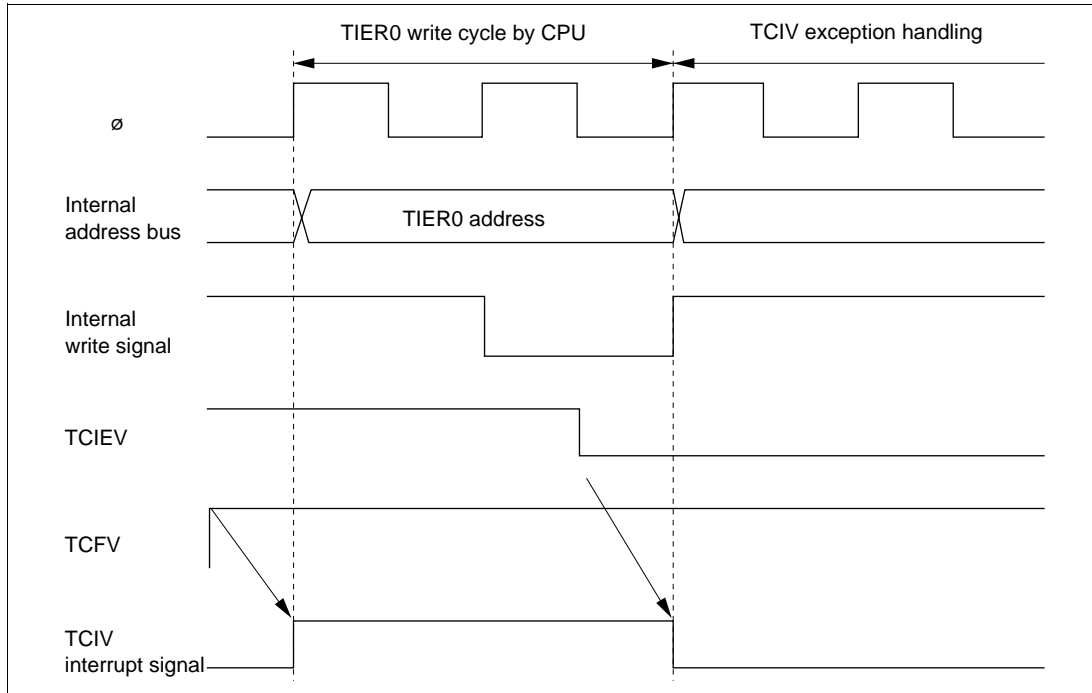 TIER0 write cycle by CPU
TCIV exception handling
ø
Internal
address bus
TIER0 address
Internal
write signal
TCIEV
TCFV
TCIV
interrupt signal